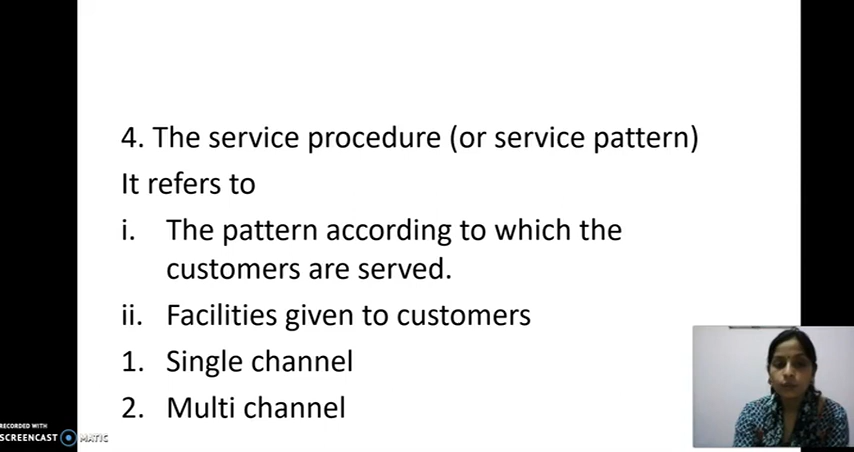 4. The service procedure (or service pattern)
It refers to
i. The pattern according to which the
customers are served.
ii. Facilities given to customers
1. Single channel
2. Multi channel
RECORDED WITH
SCREENCAST MATIC